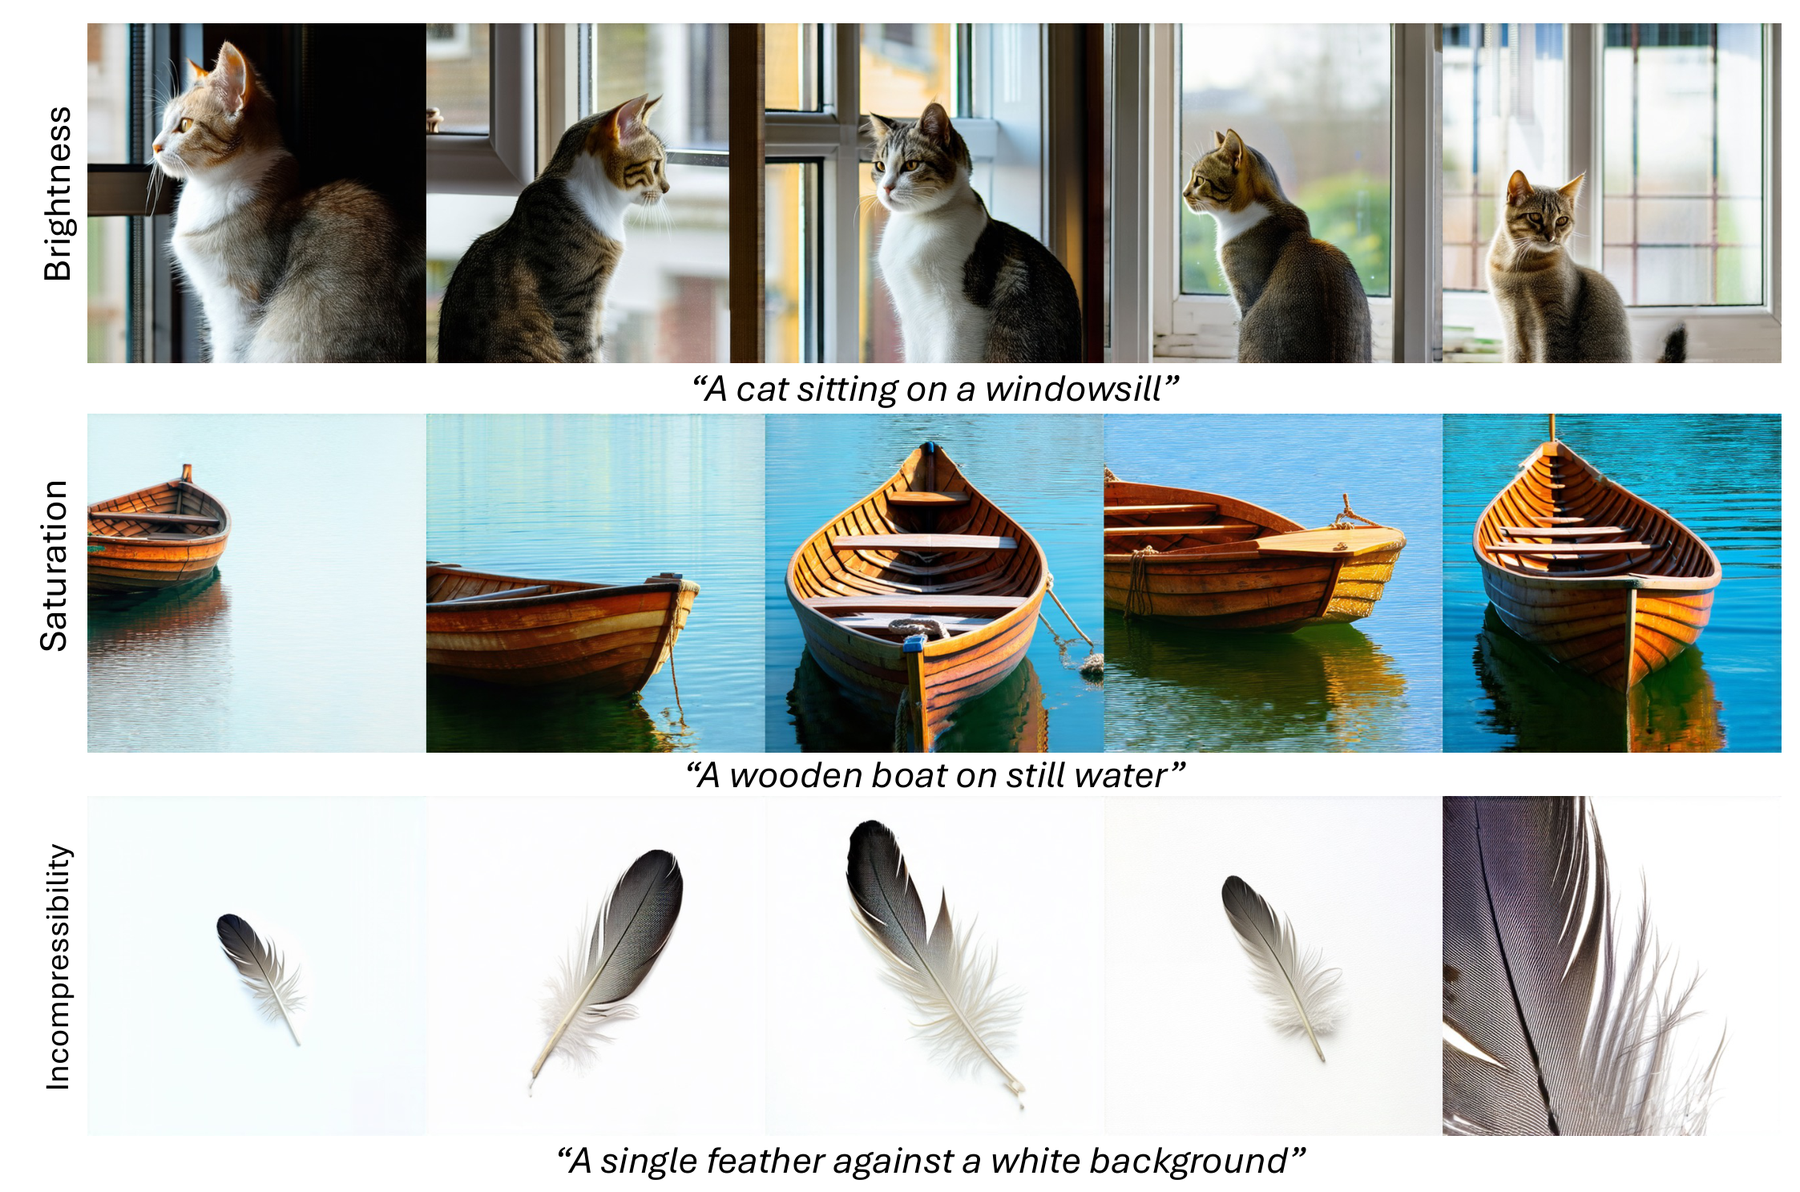 Brightness
“A cat sitting on a windowsill”
Saturation
“A wooden boat on still water”
Incompressibility
“A single feather against a white background”